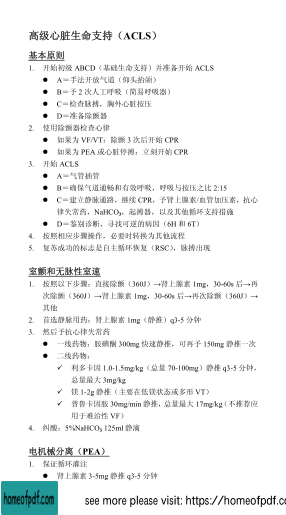 高级心脏生命支持（ACLS）
基本原则
1. 开始初级 ABCD（基础生命支持）并准备开始 ACLS
● A＝手法开放气道（仰头抬颏）
● B＝予 2 次人工呼吸（简易呼吸器）
● C＝检查脉搏，胸外心脏按压
● D＝准备除颤器
2. 使用除颤器检查心律
● 如果为 VF/VT：除颤 3 次后开始 CPR
● 如果为 PEA 或心脏停搏：立刻开始 CPR
3. 开始 ACLS
● A＝气管插管
● B＝确保气道通畅和有效呼吸，呼吸与按压之比 2:15
● C＝建立静脉通路，继续 CPR，予肾上腺素/血管加压素，抗心
律失常药，NaHCO₃，起搏器，以及其他循环支持措施
● D＝鉴别诊断，寻找可逆的病因（6H 和 6T）
4. 按照相应步骤操作，必要时转换为其他流程
5. 复苏成功的标志是自主循环恢复（RSC），脉搏出现
室颤和无脉性室速
1. 按照以下步骤：直接除颤（360J）→肾上腺素 1mg，30-60s 后→再
次除颤（360J）→肾上腺素 1mg，30-60s 后→再次除颤（360J）→
其他
2. 首选静脉用药：肾上腺素 1mg（静推）q3-5 分钟
3. 然后予抗心律失常药
● 一线药物：胺碘酮 300mg 快速静推，可再予 150mg 静推一次
● 二线药物：
✓ 利多卡因 1.0-1.5mg/kg（总量 70-100mg）静推 q3-5 分钟，
总量最大 3mg/kg
✓ 镁 1-2g 静推（主要在低镁状态或多形 VT）
✓ 普鲁卡因胺 30mg/min 静推，总量最大 17mg/kg（不推荐应
用于难治性 VF）
4. 纠酸：5%NaHCO₃ 125ml 静滴
电机械分离（PEA）
1. 保证循环灌注
● 肾上腺素 3-5mg 静推 q3-5 分钟
homeofpdf.com
see more please visit: https://homeofpdf.com